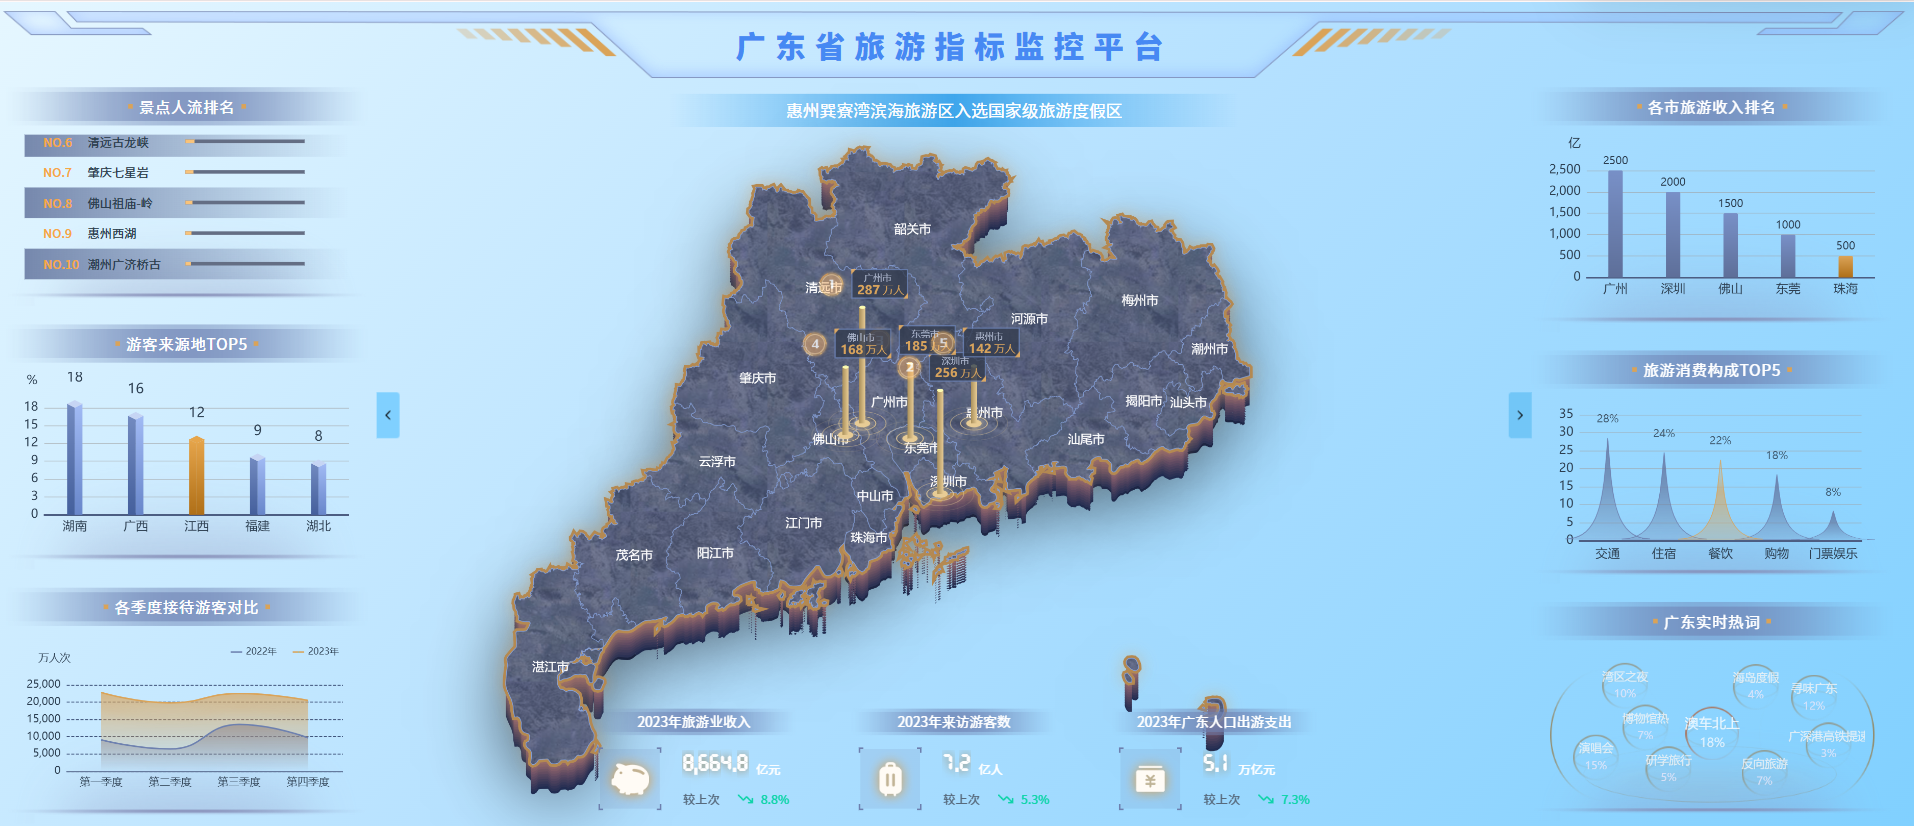 广东省旅游指标监控平台
惠州巽寮湾滨海旅游区入选国家级旅游度假区
景点人流排名
NO.6 清远古龙峡
NO.7 肇庆七星岩
NO.8 佛山祖庙-岭
NO.9 惠州西湖
NO.10 潮州广济桥古
游客来源地TOP5
%
18 16 12 9 8
18
15
12
9
6
3
0
湖南 广西 江西 福建 湖北
各季度接待游客对比
万人次
2022年 2023年
25,000
20,000
15,000
10,000
5,000
0
第一季度 第二季度 第三季度 第四季度
韶关市
清远市
1
广州市
287 万人
梅州市
河源市
4
佛山市
168 万人
东莞市
185
5
惠州市
142 万人
2
深圳市
256 万人
潮州市
肇庆市
广州市
惠州市
揭阳市
汕头市
佛山市
东莞市
汕尾市
云浮市
深圳市
中山市
江门市
珠海市
茂名市
阳江市
湛江市
2023年旅游业收入
8,664.8 亿元
较上次 8.8%
2023年来访游客数
7.2 亿人
较上次 5.3%
2023年广东人口出游支出
5.1 万亿元
较上次 7.3%
各市旅游收入排名
亿
2500 2000 1500 1000 500
2,500
2,000
1,500
1,000
500
0
广州 深圳 佛山 东莞 珠海
旅游消费构成TOP5
28% 24% 22% 18% 8%
35
30
25
20
15
10
5
0
交通 住宿 餐饮 购物 门票娱乐
广东实时热词
湾区之夜
10%
海岛度假
4%
寻味广东
12%
博物馆热
7%
澳车北上
18%
广深港高铁提速
3%
演唱会
15%
研学旅行
5%
反向旅游
7%